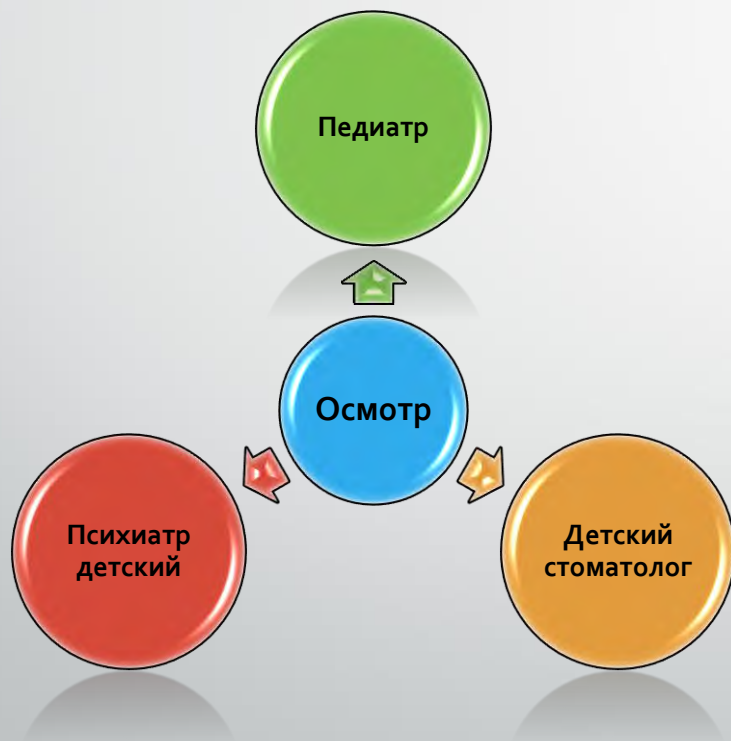 Педиатр
Осмотр
Психиатр
детский
Детский
стоматолог